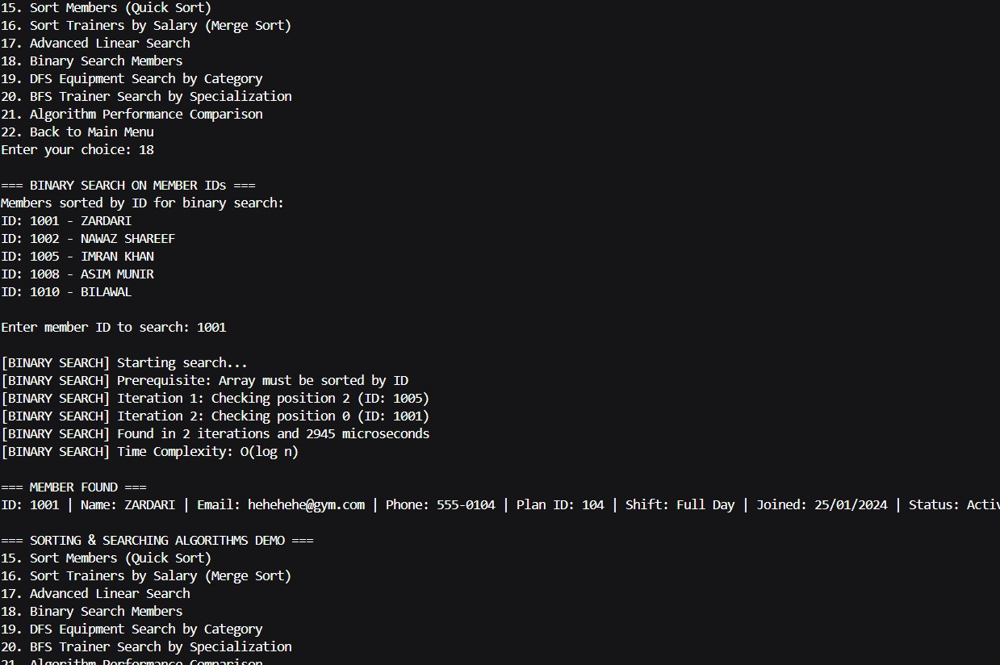 15. Sort Members (Quick Sort)
16. Sort Trainers by Salary (Merge Sort)
17. Advanced Linear Search
18. Binary Search Members
19. DFS Equipment Search by Category
20. BFS Trainer Search by Specialization
21. Algorithm Performance Comparison
22. Back to Main Menu
Enter your choice: 18
=== BINARY SEARCH ON MEMBER IDs ===
Members sorted by ID for binary search:
ID: 1001 - ZARDARI
ID: 1002 - NAWAZ SHAREEF
ID: 1005 - IMRAN KHAN
ID: 1008 - ASIM MUNIR
ID: 1010 - BILAWAL
Enter member ID to search: 1001
[BINARY SEARCH] Starting search...
[BINARY SEARCH] Prerequisite: Array must be sorted by ID
[BINARY SEARCH] Iteration 1: Checking position 2 (ID: 1005)
[BINARY SEARCH] Iteration 2: Checking position 0 (ID: 1001)
[BINARY SEARCH] Found in 2 iterations and 2945 microseconds
[BINARY SEARCH] Time Complexity: O(log n)
=== MEMBER FOUND ===
ID: 1001 | Name: ZARDARI | Email: hehehehe@gym.com | Phone: 555-0104 | Plan ID: 104 | Shift: Full Day | Joined: 25/01/2024 | Status: Activ
=== SORTING & SEARCHING ALGORITHMS DEMO ===
15. Sort Members (Quick Sort)
16. Sort Trainers by Salary (Merge Sort)
17. Advanced Linear Search
18. Binary Search Members
19. DFS Equipment Search by Category
20. BFS Trainer Search by Specialization
21. Algorithm Performance Comparison